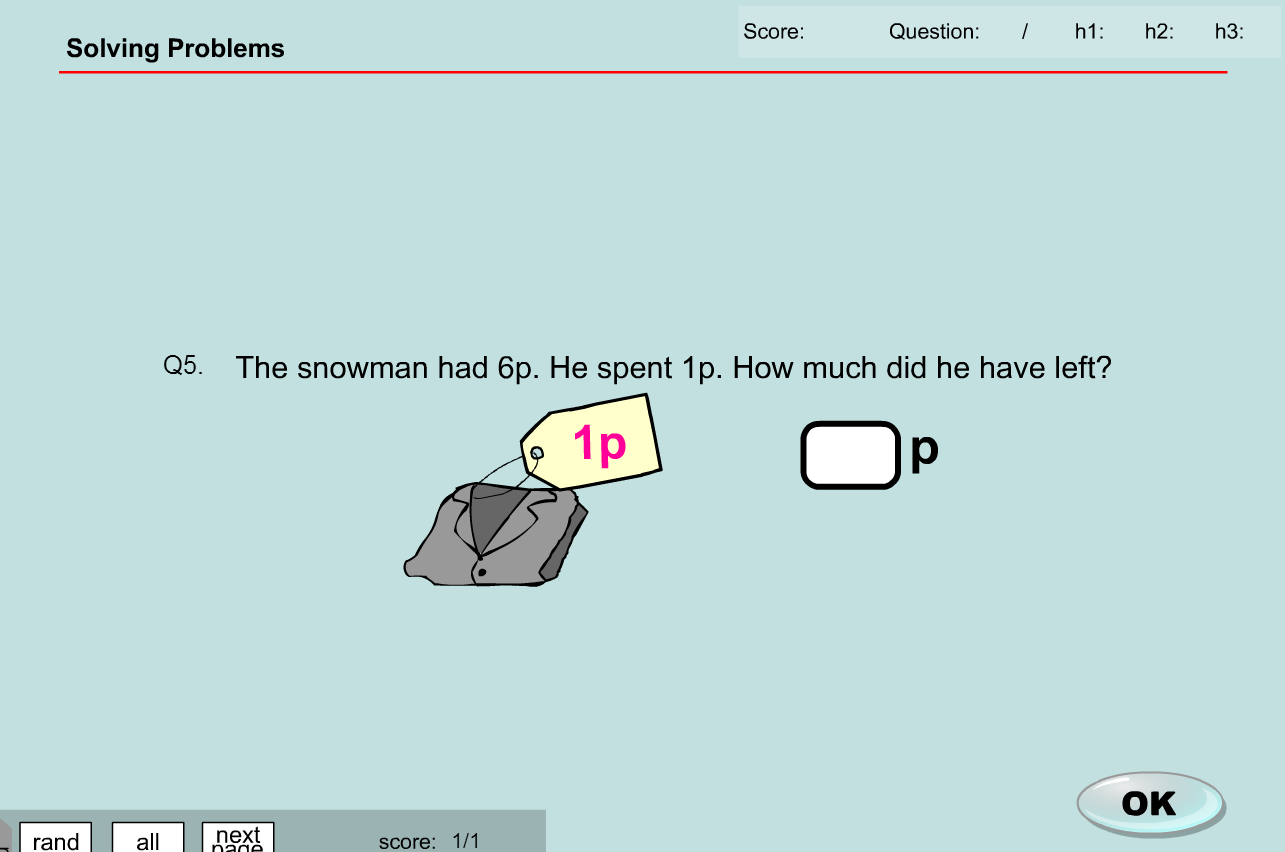 Solving Problems
Score: Question: / h1: h2: h3:
Q5. The snowman had 6p. He spent 1p. How much did he have left?
1p
p
OK
rand all next page score: 1/1